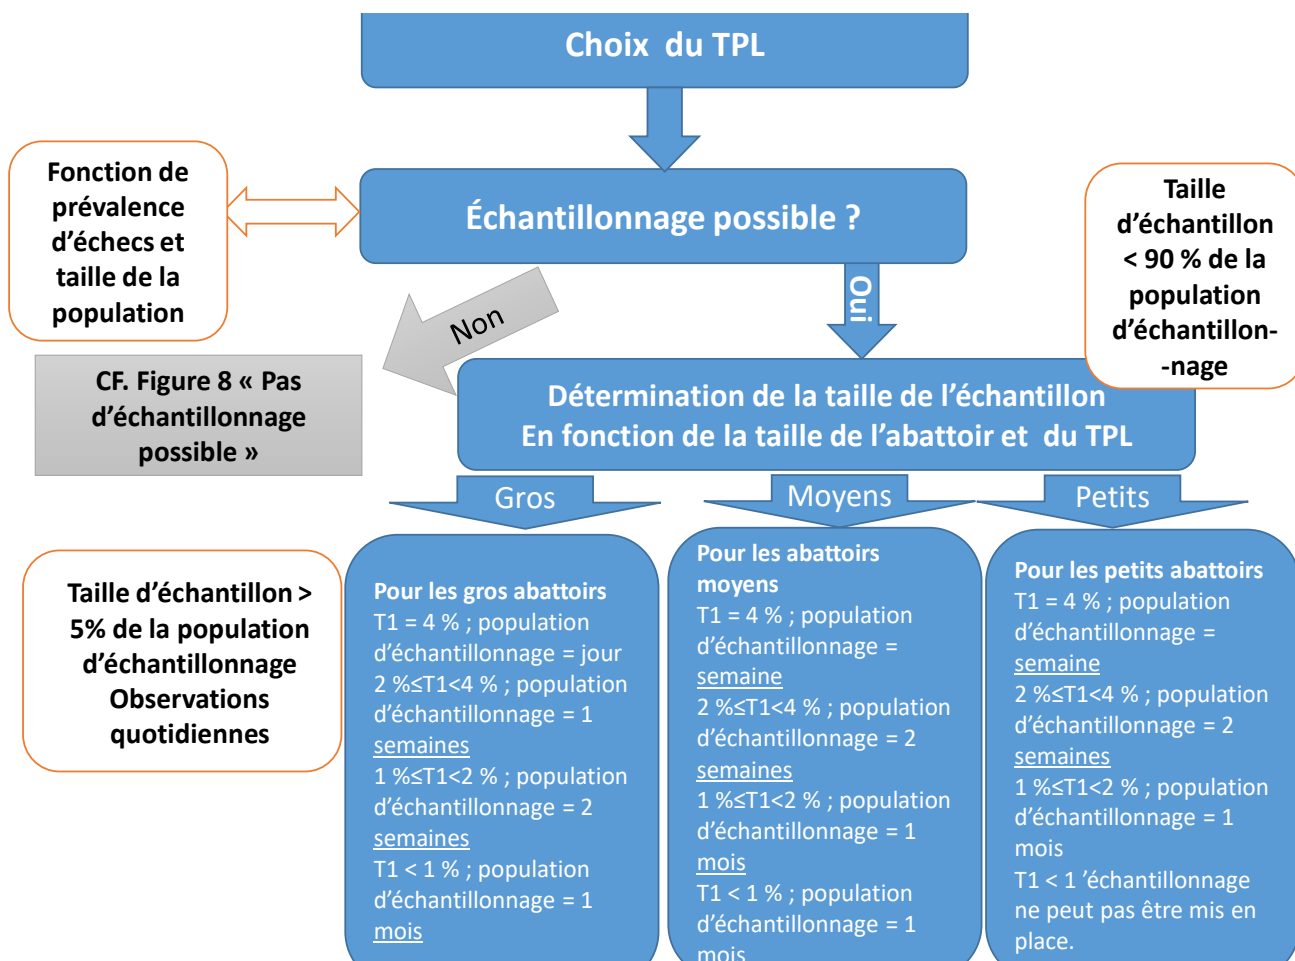 Choix du TPL
Fonction de
prévalence
d'échecs et
taille de la
population
Échantillonnage possible ?
Taille
d'échantillon
< 90 % de la
population
d'échantillon-
-nage
Non
Oui
CF. Figure 8 « Pas
d'échantillonnage
possible »
Détermination de la taille de l'échantillon
En fonction de la taille de l'abattoir et du TPL
Gros
Moyens
Petits
Taille d'échantillon >
5% de la population
d'échantillonnage
Observations
quotidiennes
Pour les gros abattoirs
T1 = 4 % ; population
d'échantillonnage = jour
2 %≤T1<4 % ; population
d'échantillonnage = 1
semaines
1 %≤T1<2 % ; population
d'échantillonnage = 2
semaines
T1 < 1 % ; population
d'échantillonnage = 1
mois
Pour les abattoirs
moyens
T1 = 4 % ; population
d'échantillonnage =
semaine
2 %≤T1<4 % ; population
d'échantillonnage = 2
semaines
1 %≤T1<2 % ; population
d'échantillonnage = 1
mois
T1 < 1 % ; population
d'échantillonnage = 1
mois
Pour les petits abattoirs
T1 = 4 % ; population
d'échantillonnage =
semaine
2 %≤T1<4 % ; population
d'échantillonnage = 2
semaines
1 %≤T1<2 % ; population
d'échantillonnage = 1
mois
T1 < 1 'échantillonnage
ne peut pas être mis en
place.